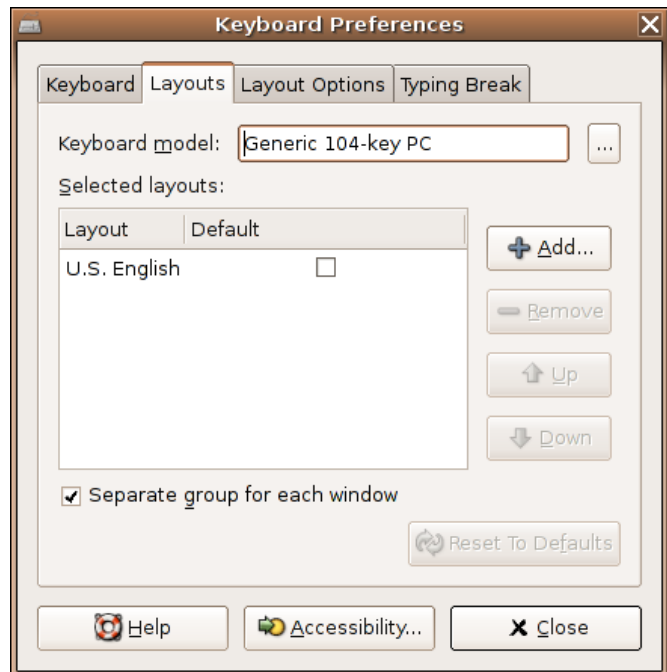 Keyboard Preferences
Keyboard Layouts Layout Options Typing Break
Keyboard model: Generic 104-key PC ...
Selected layouts:
Layout Default
Add...
U.S. English
Remove
Up
Down
Separate group for each window
Reset To Defaults
Help Accessibility... Close